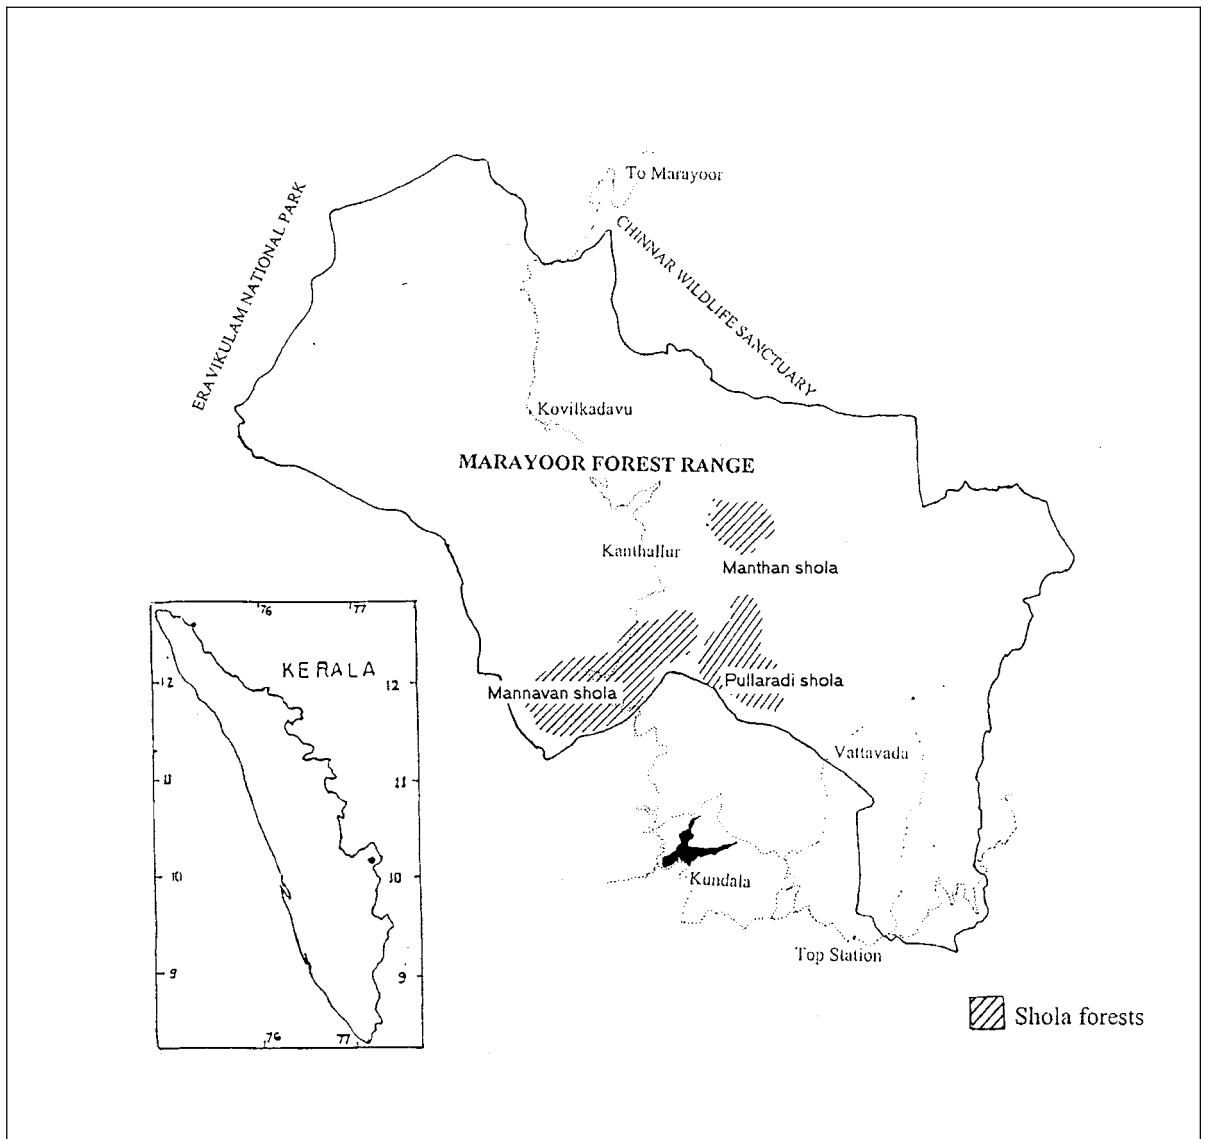 To Marayoor
ERAVIKULAM NATIONAL PARK
CHINNAR WILDLIFE SANCTUARY
Kovilkadavu
MARAYOOR FOREST RANGE
Kanthallur
Manthan shola
Pullaradi shola
Mannavan shola
Vattavada
Kundala
Top Station
76 77
KERALA
12 12
11 11
10 10
9 9
76 77
Shola forests